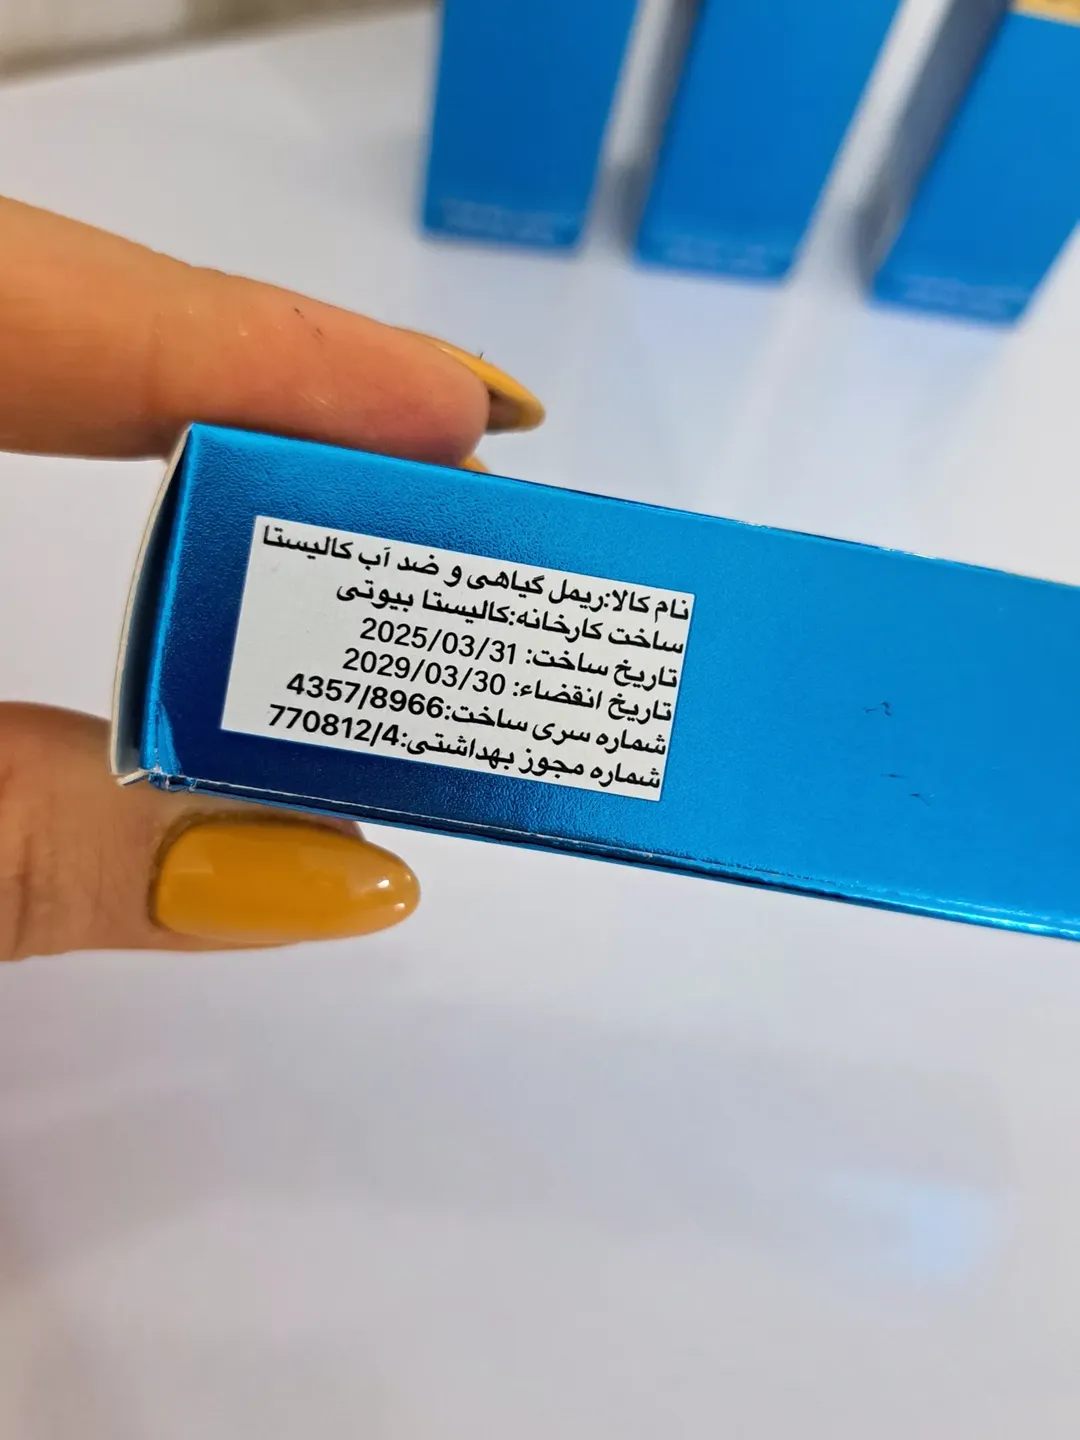 نام کالا:ریمل گیاهی و ضد آب کالیستا
ساخت کارخانه:کالیستا بیوتی
تاریخ ساخت: 2025/03/31
تاریخ انقضاء: 2029/03/30
شماره سری ساخت:4357/8966
شماره مجوز بهداشتی:770812/4